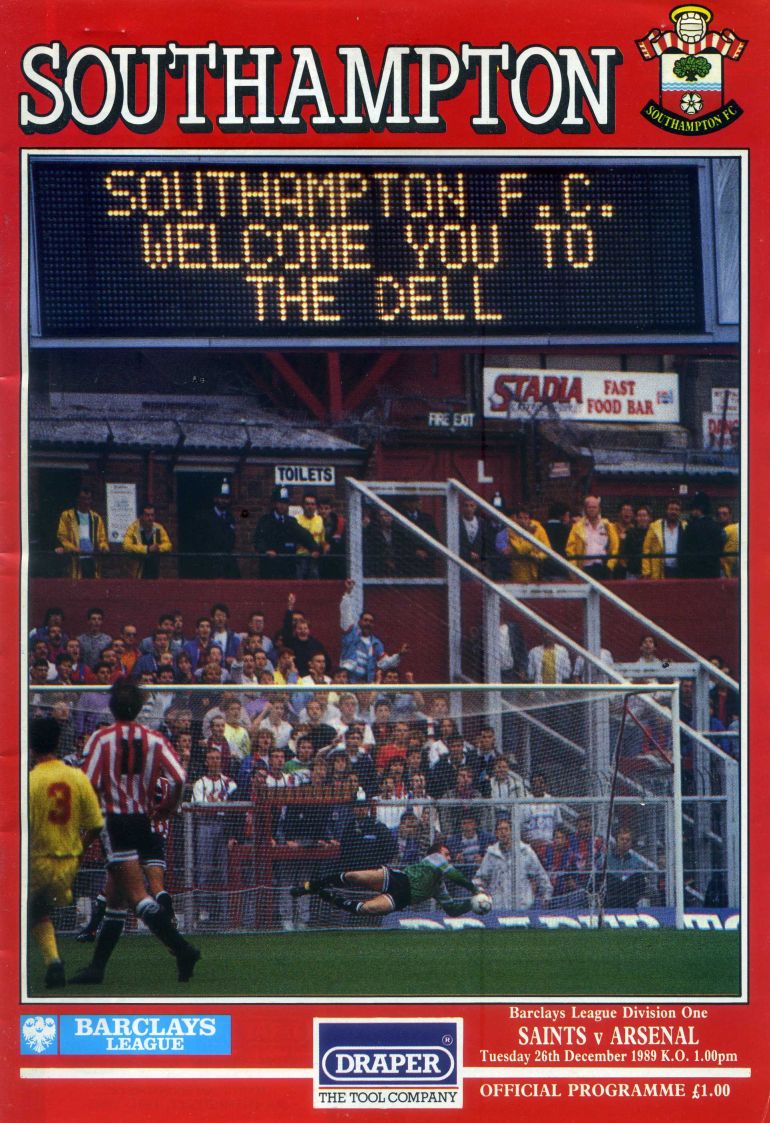 SOUTHAMPTON
SOUTHAMPTON FC
SOUTHAMPTON F.C.
WELCOME YOU TO
THE DELL
STADIA FAST
FOOD BAR
FIRE EXIT
TOILETS
L
3
11
BARCLAYS
LEAGUE
DRAPER®
THE TOOL COMPANY
Barclays League Division One
SAINTS v ARSENAL
Tuesday 26th December 1989 K.O. 1.00pm
OFFICIAL PROGRAMME £1.00